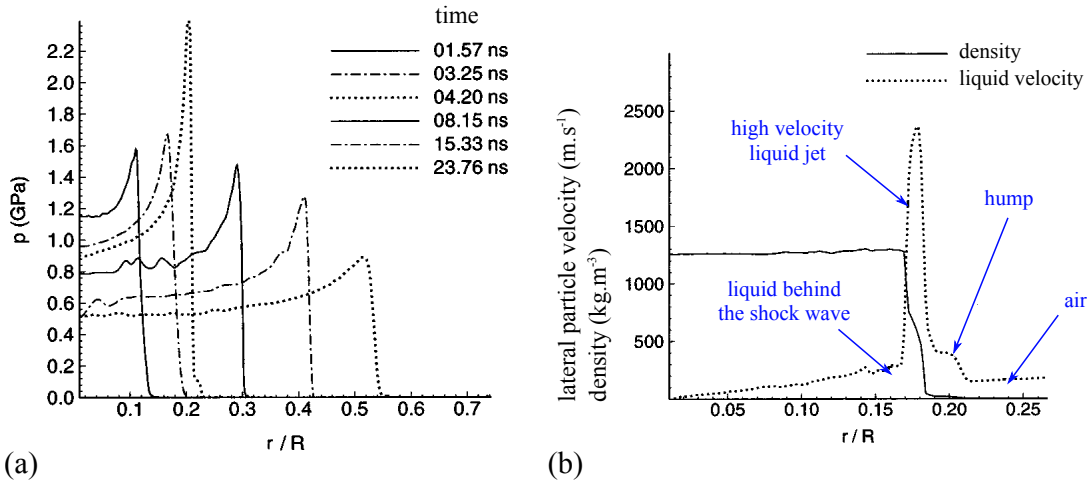 time
01.57 ns
03.25 ns
04.20 ns
08.15 ns
15.33 ns
23.76 ns
p (GPa)
2.2
2.0
1.8
1.6
1.4
1.2
1.0
0.8
0.6
0.4
0.2
0.0
0.1 0.2 0.3 0.4 0.5 0.6 0.7
r / R
(a)
density
liquid velocity
lateral particle velocity (m.s-1)
density (kg.m-3)
2500
2000
1500
1000
500
high velocity
liquid jet
hump
liquid behind
the shock wave
air
0.05 0.10 0.15 0.20 0.25
r / R
(b)